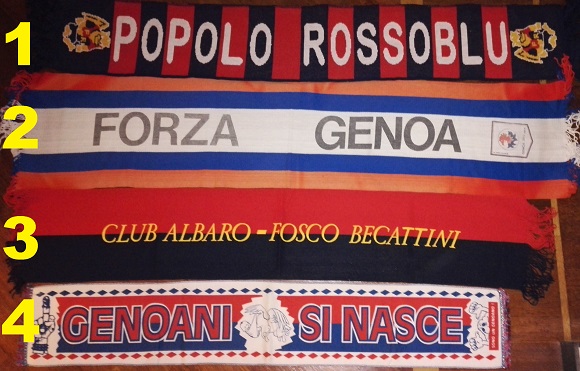 1
POPOLO ROSSOBLU
2
FORZA GENOA
3
CLUB ALBARO - FOSCO BECATTINI
4
GENOANI SI NASCE